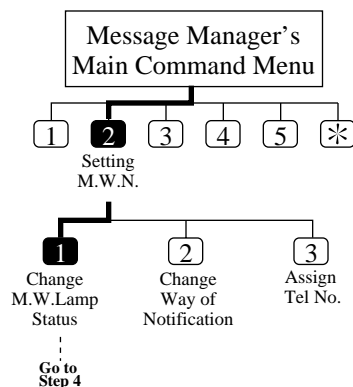 Message Manager's
Main Command Menu
1 2 3 4 5 *
Setting
M.W.N.
1 2 3
Change
M.W.Lamp
Status
Change
Way of
Notification
Assign
Tel No.
Go to
Step 4